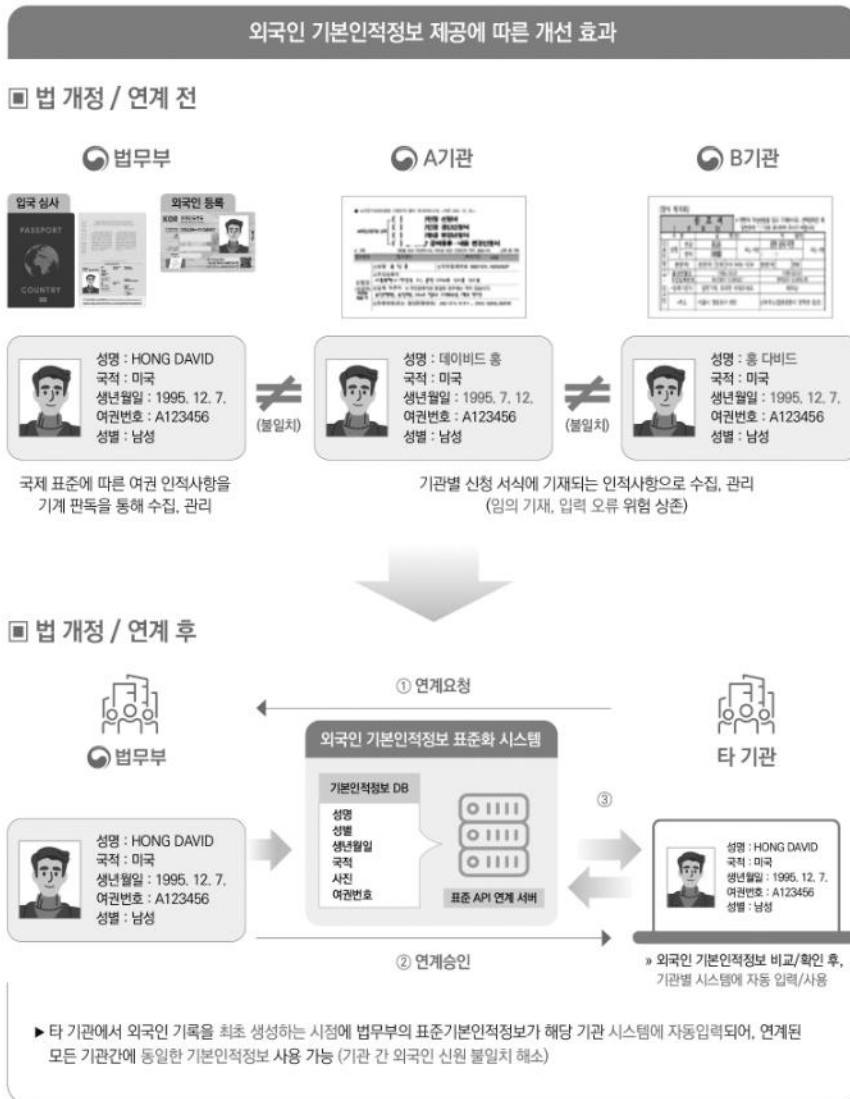 외국인 기본인적정보 제공에 따른 개선 효과
▣ 법 개정 / 연계 전
법무부
A기관
B기관
입국 심사
외국인 등록
PASSPORT
COUNTRY
KOR
성명 : HONG DAVID
국적 : 미국
생년월일 : 1995. 12. 7.
여권번호 : A123456
성별 : 남성
≠
(불일치)
성명 : 데이비드 홍
국적 : 미국
생년월일 : 1995. 7. 12.
여권번호 : A123456
성별 : 남성
≠
(불일치)
성명 : 홍 다비드
국적 : 미국
생년월일 : 1995. 12. 7.
여권번호 : A123456
성별 : 남성
국제 표준에 따른 여권 인적사항을
기계 판독을 통해 수집, 관리
기관별 신청 서식에 기재되는 인적사항으로 수집, 관리
(임의 기재, 입력 오류 위험 상존)
▣ 법 개정 / 연계 후
① 연계요청
법무부
외국인 기본인적정보 표준화 시스템
타 기관
기본인적정보 DB
성명
성별
생년월일
국적
사진
여권번호
표준 API 연계 서버
③
성명 : HONG DAVID
국적 : 미국
생년월일 : 1995. 12. 7.
여권번호 : A123456
성별 : 남성
성명 : HONG DAVID
국적 : 미국
생년월일 : 1995. 12. 7.
여권번호 : A123456
성별 : 남성
② 연계승인
» 외국인 기본인적정보 비교/확인 후,
기관별 시스템에 자동 입력/사용
▶ 타 기관에서 외국인 기록을 최초 생성하는 시점에 법무부의 표준기본인적정보가 해당 기관 시스템에 자동입력되어, 연계된
모든 기관간에 동일한 기본인적정보 사용 가능 (기관 간 외국인 신원 불일치 해소)